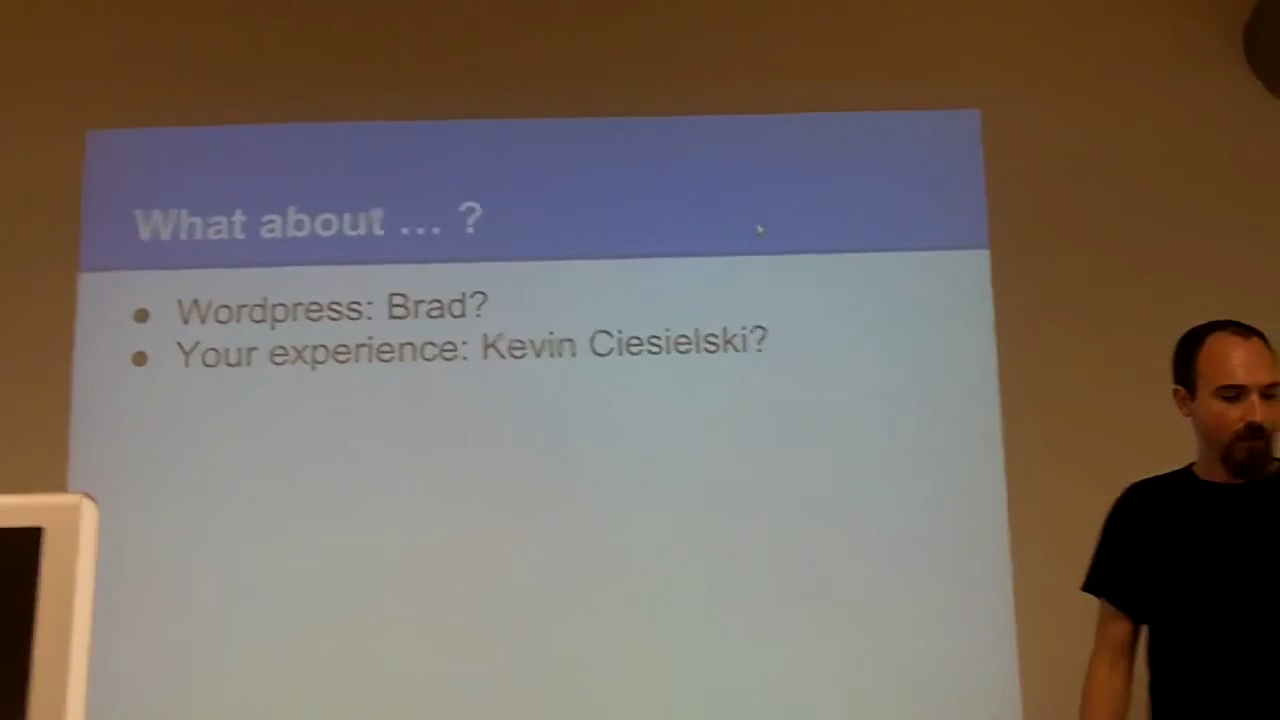 What about ... ?
● Wordpress: Brad?
● Your experience: Kevin Ciesielski?